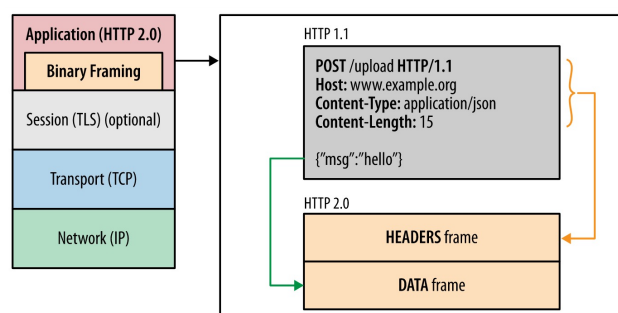 Application (HTTP 2.0)
Binary Framing
Session (TLS) (optional)
Transport (TCP)
Network (IP)
HTTP 1.1
POST /upload HTTP/1.1
Host: www.example.org
Content-Type: application/json
Content-Length: 15
{"msg":"hello"}
HTTP 2.0
HEADERS frame
DATA frame